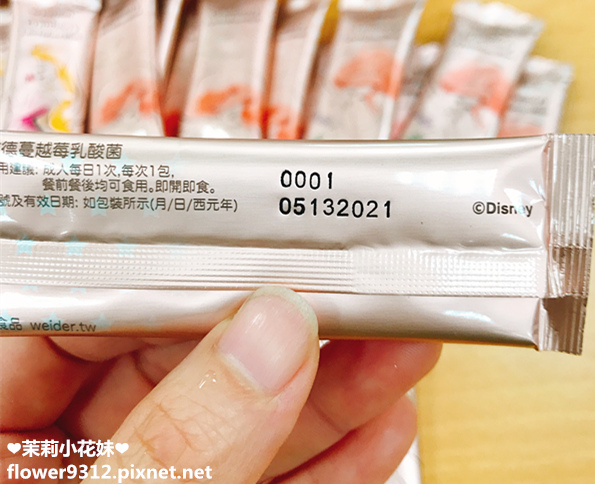 德蔓越莓乳酸菌
用建議: 成人每日1次,每次1包,
餐前餐後均可食用。即開即食。
號及有效日期: 如包裝所示(月/日/西元年)
0001
05132021
©Disney
食品 weider.tw
❤茉莉小花妹❤
flower9312.pixnet.net